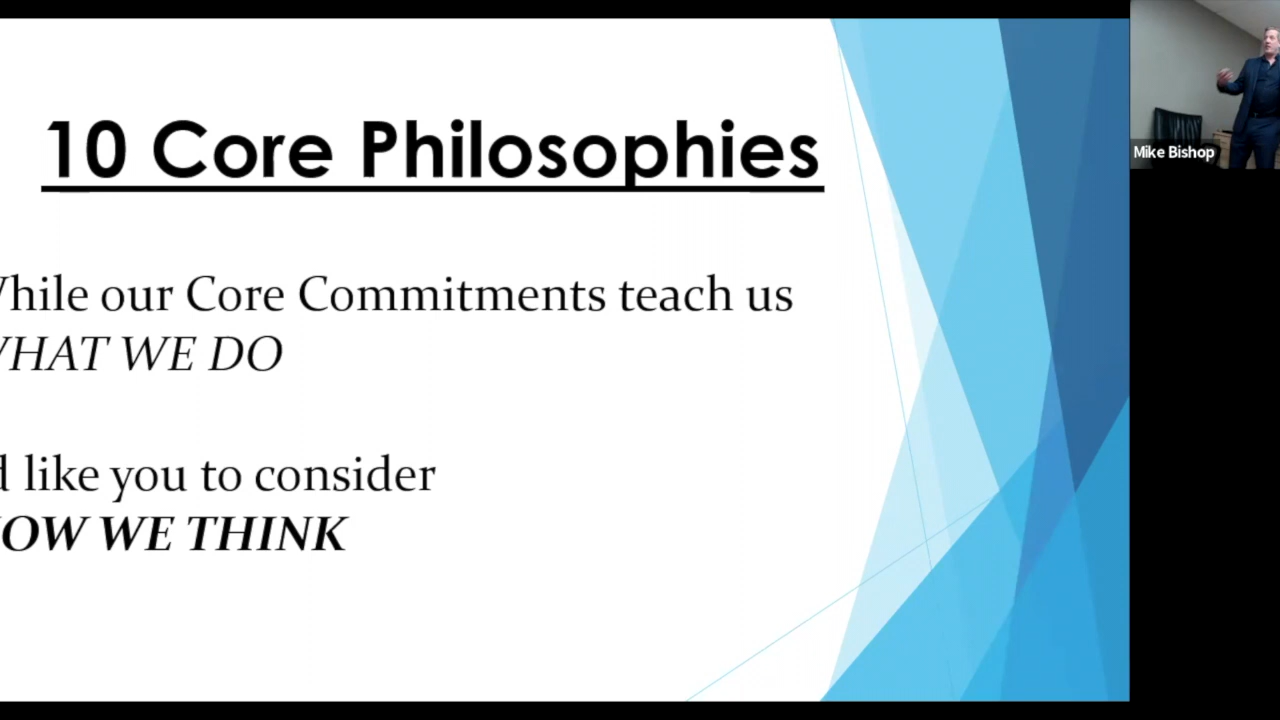 10 Core Philosophies
Mike Bishop
hile our Core Commitments teach us
HAT WE DO
d like you to consider
OW WE THINK